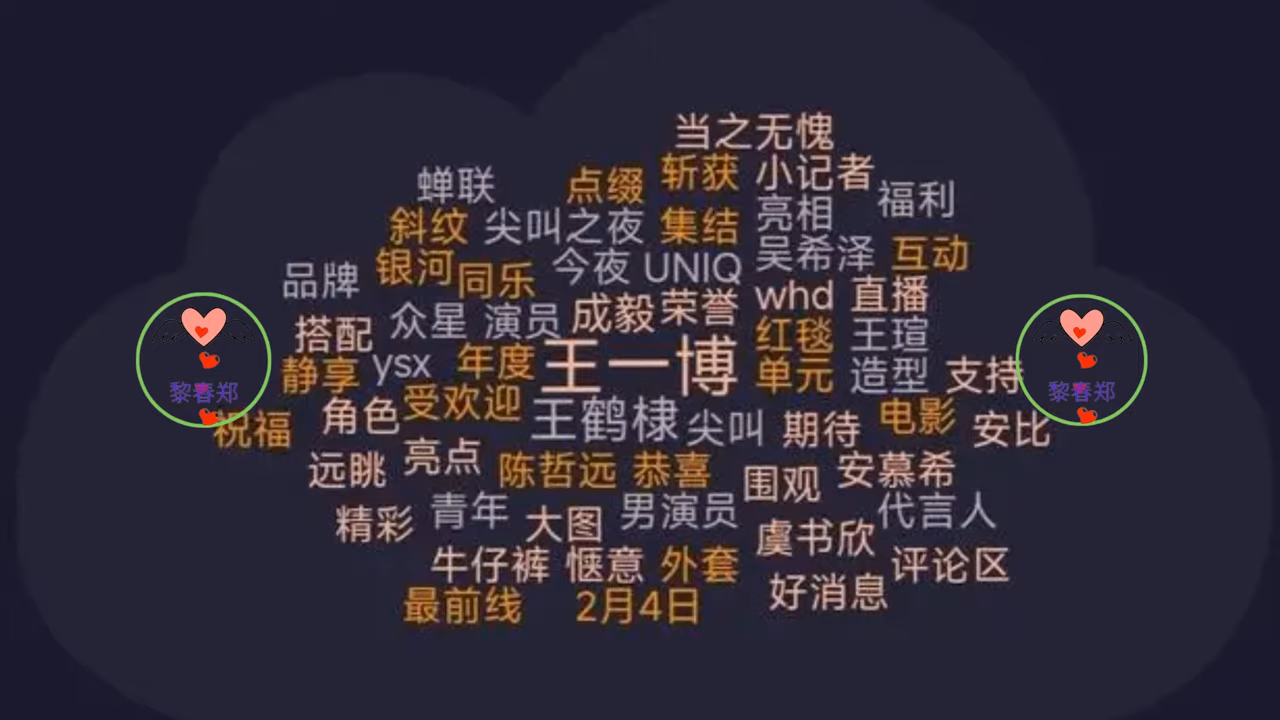 当之无愧
蝉联 点缀 斩获 小记者 福利
斜纹 尖叫之夜 集结 亮相
品牌 银河 同乐 今夜 UNIQ 吴希泽 互动
搭配 众星 演员 成毅 荣誉 whd 直播
静享 ysx 年度 王一博 红毯 王瑄
单元 造型 支持
黎春郑 黎春郑
祝福 角色 受欢迎 王鹤棣 尖叫 期待 电影 安比
远眺 亮点 陈哲远 恭喜 围观 安慕希
精彩 青年 大图 男演员 虞书欣 代言人
牛仔裤 惬意 外套 好消息 评论区
最前线 2月4日